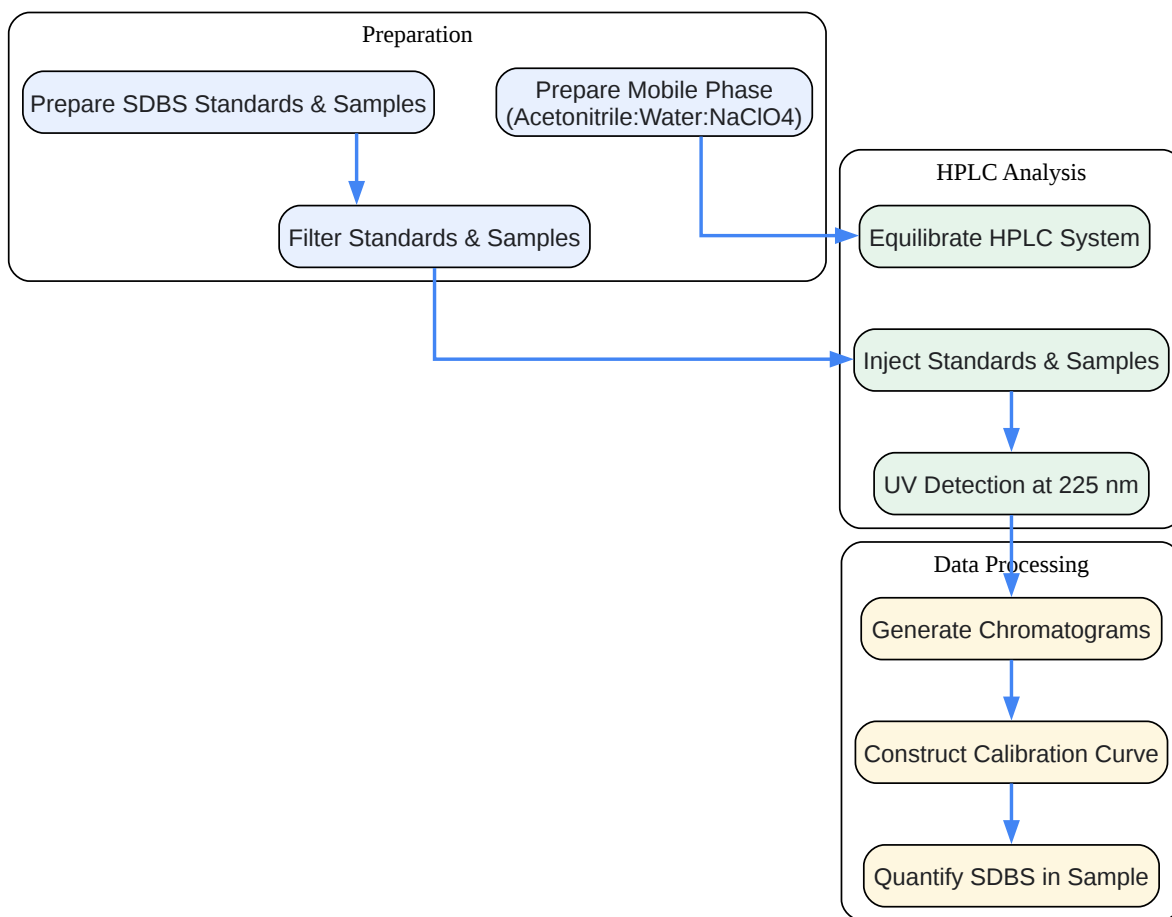 Preparation
Prepare SDBS Standards & Samples
Prepare Mobile Phase
(Acetonitrile:Water:NaClO4)
Filter Standards & Samples
HPLC Analysis
Equilibrate HPLC System
Inject Standards & Samples
UV Detection at 225 nm
Data Processing
Generate Chromatograms
Construct Calibration Curve
Quantify SDBS in Sample